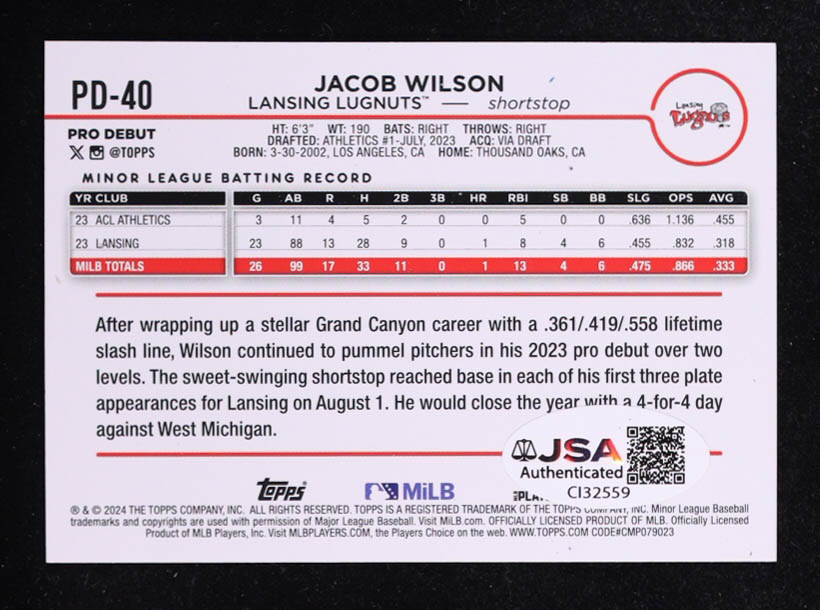 PD-40
JACOB WILSON
LANSING LUGNUTS™ — shortstop
Lansing
Lugnuts
PRO DEBUT
@TOPPS
HT: 6'3" WT: 190 BATS: RIGHT THROWS: RIGHT
DRAFTED: ATHLETICS #1-JULY, 2023 ACQ: VIA DRAFT
BORN: 3-30-2002, LOS ANGELES, CA HOME: THOUSAND OAKS, CA
MINOR LEAGUE BATTING RECORD
YR CLUB G AB R H 2B 3B HR RBI SB BB SLG OPS AVG
23 ACL ATHLETICS 3 11 4 5 2 0 0 5 0 0 .636 1.136 .455
23 LANSING 23 88 13 28 9 0 1 8 4 6 .455 .832 .318
MILB TOTALS 26 99 17 33 11 0 1 13 4 6 .475 .866 .333
After wrapping up a stellar Grand Canyon career with a .361/.419/.558 lifetime
slash line, Wilson continued to pummel pitchers in his 2023 pro debut over two
levels. The sweet-swinging shortstop reached base in each of his first three plate
appearances for Lansing on August 1. He would close the year with a 4-for-4 day
against West Michigan.
JSA
Authenticated
CI32559
Topps MiLB
® & © 2024 THE TOPPS COMPANY, INC. ALL RIGHTS RESERVED. TOPPS IS A REGISTERED TRADEMARK OF THE TOPPS COMPANY, INC. Minor League Baseball
trademarks and copyrights are used with permission of Major League Baseball. Visit MiLB.com. OFFICIALLY LICENSED PRODUCT OF MLB. Officially Licensed
Product of MLB Players, Inc. Visit MLBPLAYERS.COM, the Players Choice on the web. WWW.TOPPS.COM CODE#CMP079023